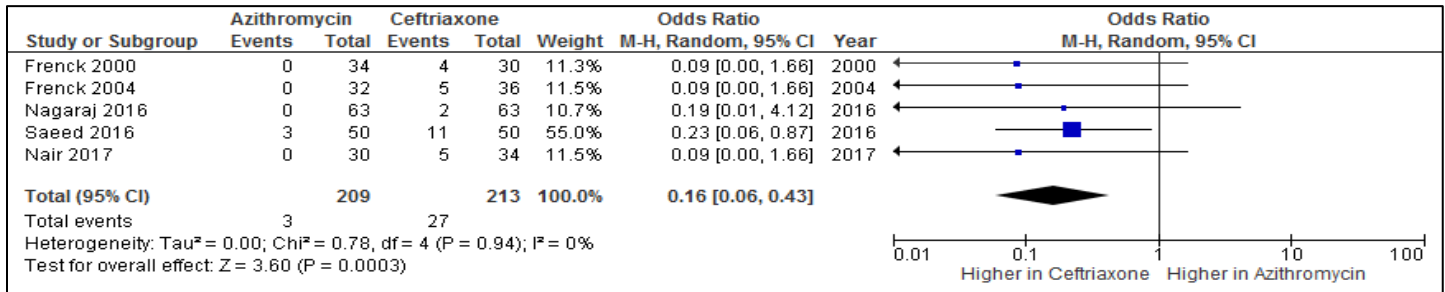 Azithromycin Ceftriaxone Odds Ratio Odds Ratio
Study or Subgroup Events Total Events Total Weight M-H, Random, 95% CI Year M-H, Random, 95% CI
Frenck 2000 0 34 4 30 11.3% 0.09 [0.00, 1.66] 2000
Frenck 2004 0 32 5 36 11.5% 0.09 [0.00, 1.66] 2004
Nagaraj 2016 0 63 2 63 10.7% 0.19 [0.01, 4.12] 2016
Saeed 2016 3 50 11 50 55.0% 0.23 [0.06, 0.87] 2016
Nair 2017 0 30 5 34 11.5% 0.09 [0.00, 1.66] 2017
Total (95% CI) 209 213 100.0% 0.16 [0.06, 0.43]
Total events 3 27
Heterogeneity: Tau² = 0.00; Chi² = 0.78, df = 4 (P = 0.94); I² = 0%
Test for overall effect: Z = 3.60 (P = 0.0003)
0.01 0.1 1 10 100
Higher in Ceftriaxone Higher in Azithromycin